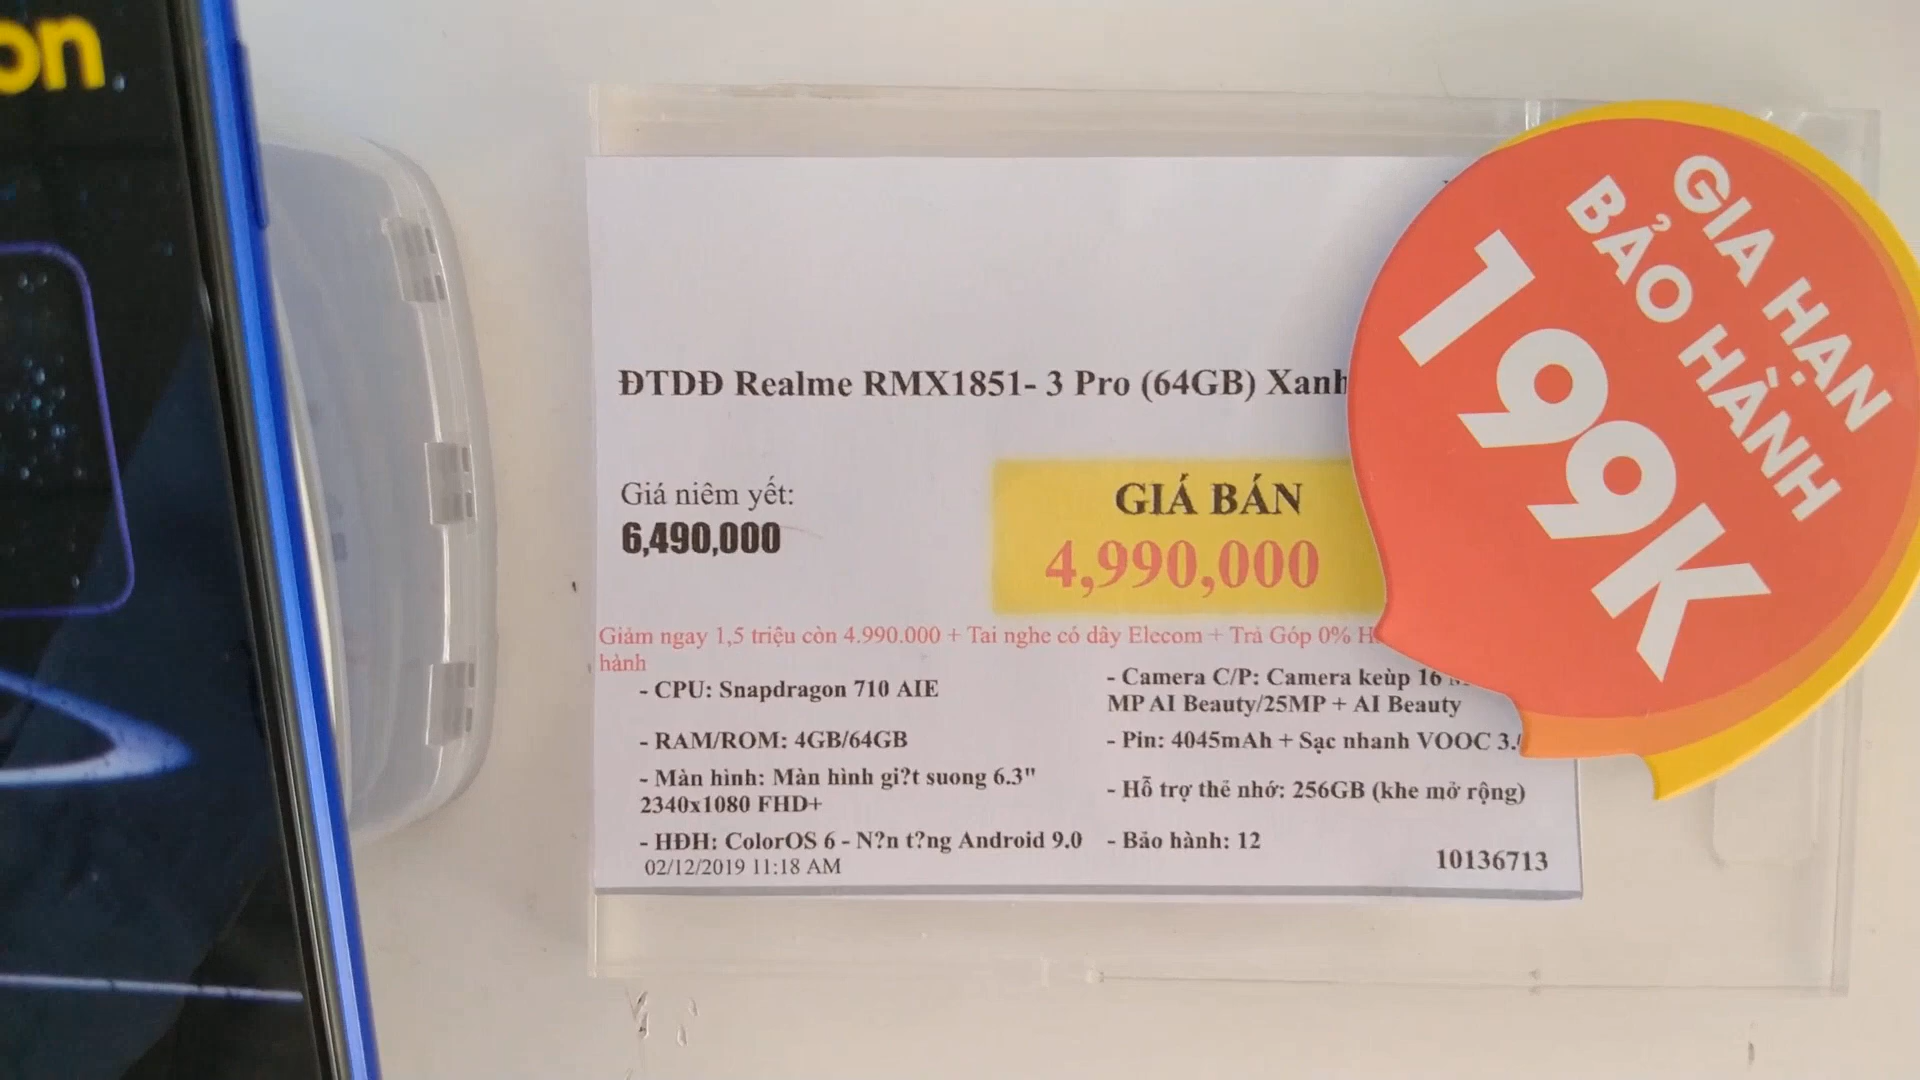 on
GIA HẠN
BẢO HÀNH
199K
ĐTDĐ Realme RMX1851- 3 Pro (64GB) Xanh
Giá niêm yết:
6,490,000
GIÁ BÁN
4,990,000
Giảm ngay 1,5 triệu còn 4.990.000 + Tai nghe có dây Elecom + Trả Góp 0%
hành
- CPU: Snapdragon 710 AIE
- RAM/ROM: 4GB/64GB
- Màn hình: Màn hình gi?t suong 6.3"
2340x1080 FHD+
- HĐH: ColorOS 6 - N?n t?ng Android 9.0
02/12/2019 11:18 AM
- Camera C/P: Camera keùp 16
MP AI Beauty/25MP + AI Beauty
- Pin: 4045mAh + Sạc nhanh VOOC 3.
- Hỗ trợ thẻ nhớ: 256GB (khe mở rộng)
- Bảo hành: 12
10136713